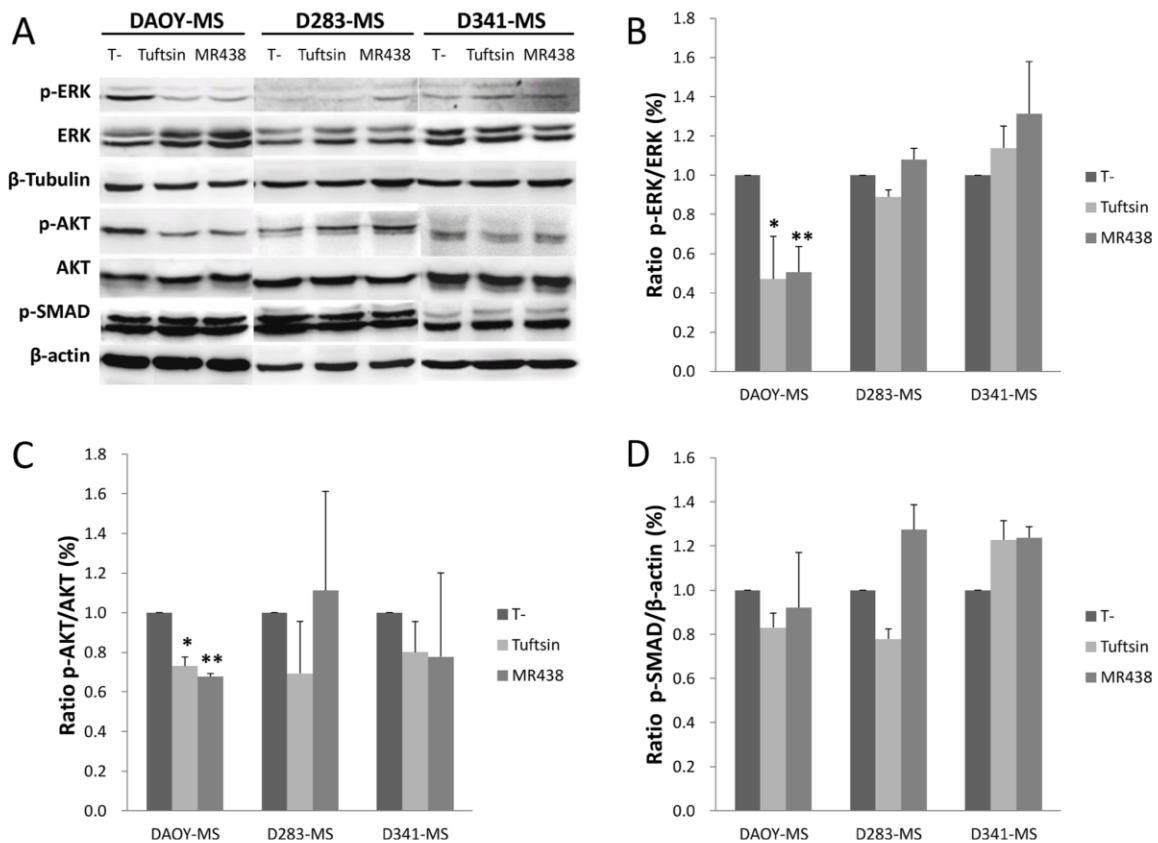 A
DAOY-MS D283-MS D341-MS
T- Tuftsin MR438 T- Tuftsin MR438 T- Tuftsin MR438
p-ERK
ERK
β-Tubulin
p-AKT
AKT
p-SMAD
β-actin
B
Ratio p-ERK/ERK (%)
1.8
1.6
1.4
1.2
1.0
0.8
0.6
0.4
0.2
0.0
* **
DAOY-MS D283-MS D341-MS
T-
Tuftsin
MR438
C
Ratio p-AKT/AKT (%)
1.8
1.6
1.4
1.2
1.0
0.8
0.6
0.4
0.2
0.0
* **
DAOY-MS D283-MS D341-MS
T-
Tuftsin
MR438
D
Ratio p-SMAD/β-actin (%)
1.6
1.4
1.2
1.0
0.8
0.6
0.4
0.2
0.0
DAOY-MS D283-MS D341-MS
T-
Tuftsin
MR438